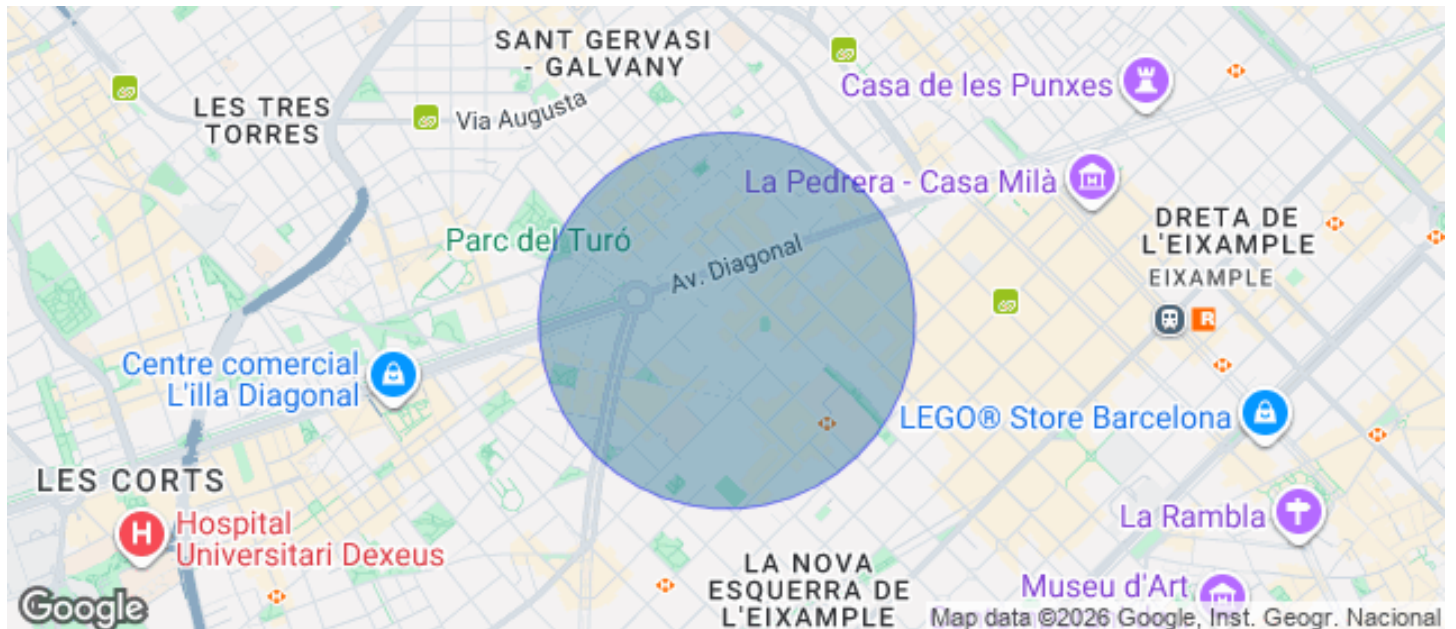 SANT GERVASI
- GALVANY
Casa de les Punxes
LES TRES
TORRES
Via Augusta
La Pedrera - Casa Milà
DRETA DE
L'EIXAMPLE
EIXAMPLE
Parc del Turó
Av. Diagonal
R
Centre comercial
L'illa Diagonal
LEGO® Store Barcelona
LES CORTS
H
Hospital
Universitari Dexeus
La Rambla
LA NOVA
ESQUERRA DE
L'EIXAMPLE
Museu d'Art
Google
Map data ©2026 Google, Inst. Geogr. Nacional